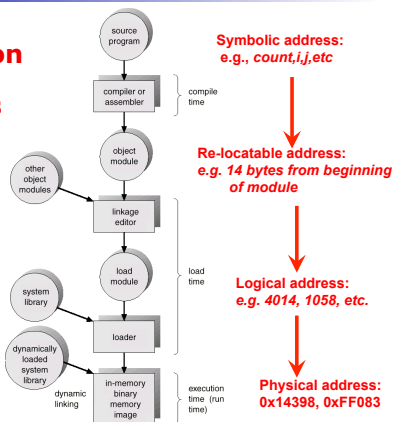 on
source
program
compiler or
assembler
compile
time
object
module
other
object
modules
linkage
editor
load
module
load
time
system
library
loader
dynamically
loaded
system
library
dynamic
linking
in-memory
binary
memory
image
execution
time (run
time)
Symbolic address:
e.g., count,i,j,etc
Re-locatable address:
e.g. 14 bytes from beginning
of module
Logical address:
e.g. 4014, 1058, etc.
Physical address:
0x14398, 0xFF083